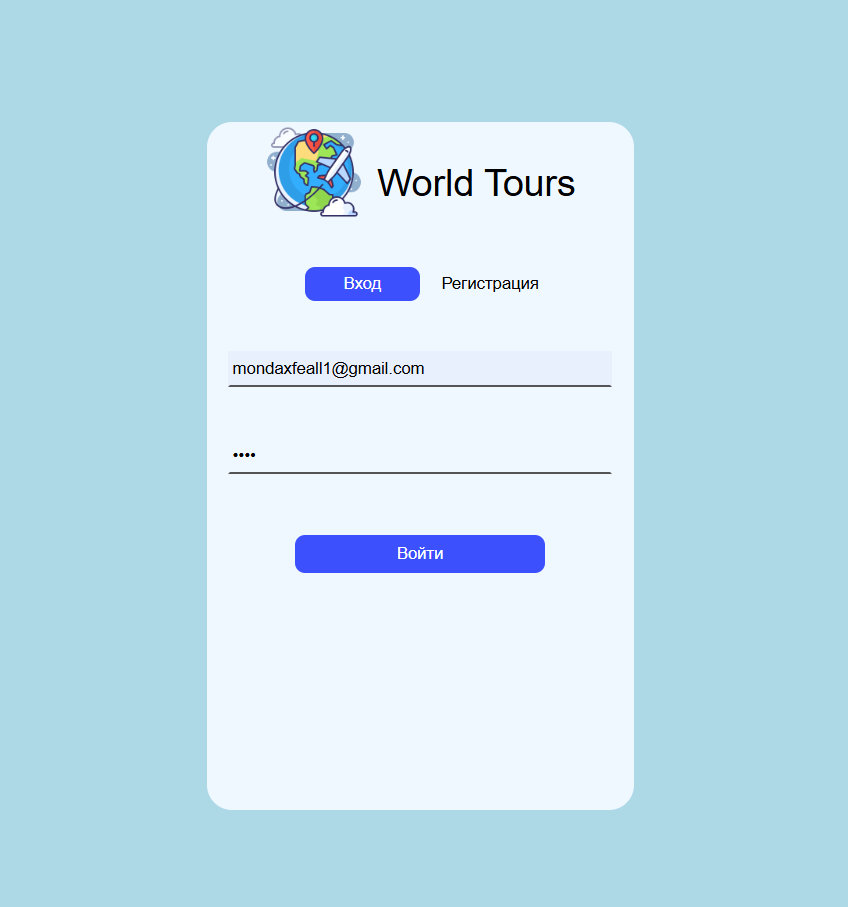 World Tours
Вход Регистрация
mondaxfeall1@gmail.com
••••
Войти